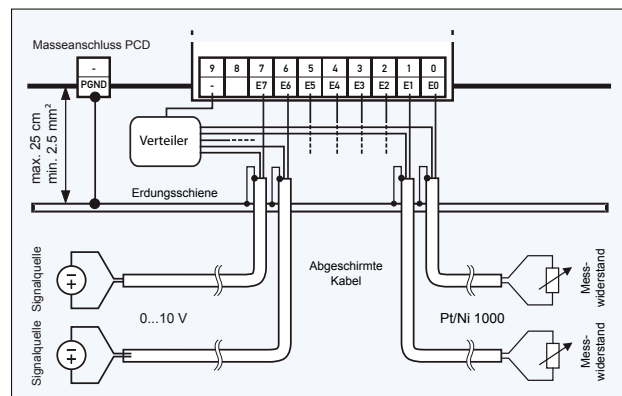 Masseanschluss PCD
-
PGND
9 8 7 6 5 4 3 2 1 0
- E7 E6 E5 E4 E3 E2 E1 E0
max. 25 cm
min. 2.5 mm²
Verteiler
Erdungsschiene
Signalquelle
0...10 V
Signalquelle
Abgeschirmte
Kabel
Pt/Ni 1000
Mess-
widerstand
Mess-
widerstand